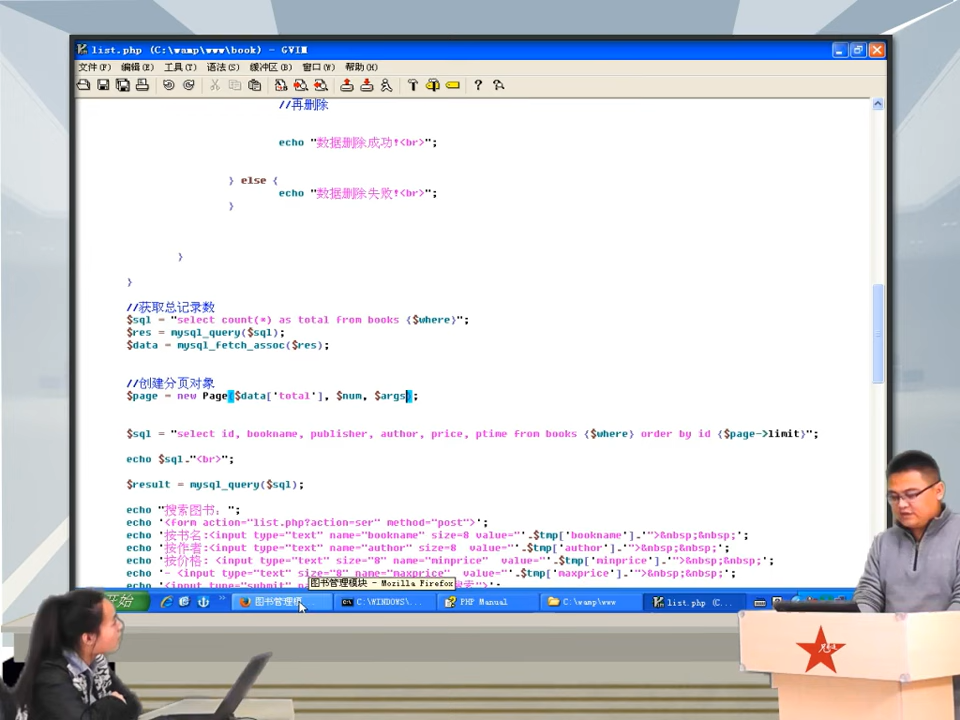 list.php (C:\wamp\www\book) - GVIM
文件(F) 编辑(E) 工具(T) 语法(S) 缓冲区(B) 窗口(W) 帮助(H)
//再删除
echo "数据删除成功!<br>";
} else {
echo "数据删除失败!<br>";
}
}
}
//获取总记录数
$sql = "select count(*) as total from books {$where}";
$res = mysql_query($sql);
$data = mysql_fetch_assoc($res);
//创建分页对象
$page = new Page($data['total'], $num, $args);
$sql = "select id, bookname, publisher, author, price, ptime from books {$where} order by id {$page->limit}";
echo $sql."<br>";
$result = mysql_query($sql);
echo "搜索图书: ";
echo '<form action="list.php?action=ser" method="post">';
echo '按书名:<input type="text" name="bookname" size=8 value="'.$tmp['bookname'].'">&nbsp;&nbsp;';
echo '按作者:<input type="text" name="author" size=8  value="'.$tmp['author'].'">&nbsp;&nbsp;';
echo '按价格: <input type="text" size="8" name="minprice"  value="'.$tmp['minprice'].'">&nbsp;&nbsp;';
echo '- <input type="text" size="8" name="maxprice"  value="'.$tmp['maxprice'].'">&nbsp;&nbsp;';
echo '<input type="submit"
图书管理模块 - Mozilla Firefox
开始 图书管理模... C:\WINDOWS\... PHP Manual C:\wamp\www list.php (C...